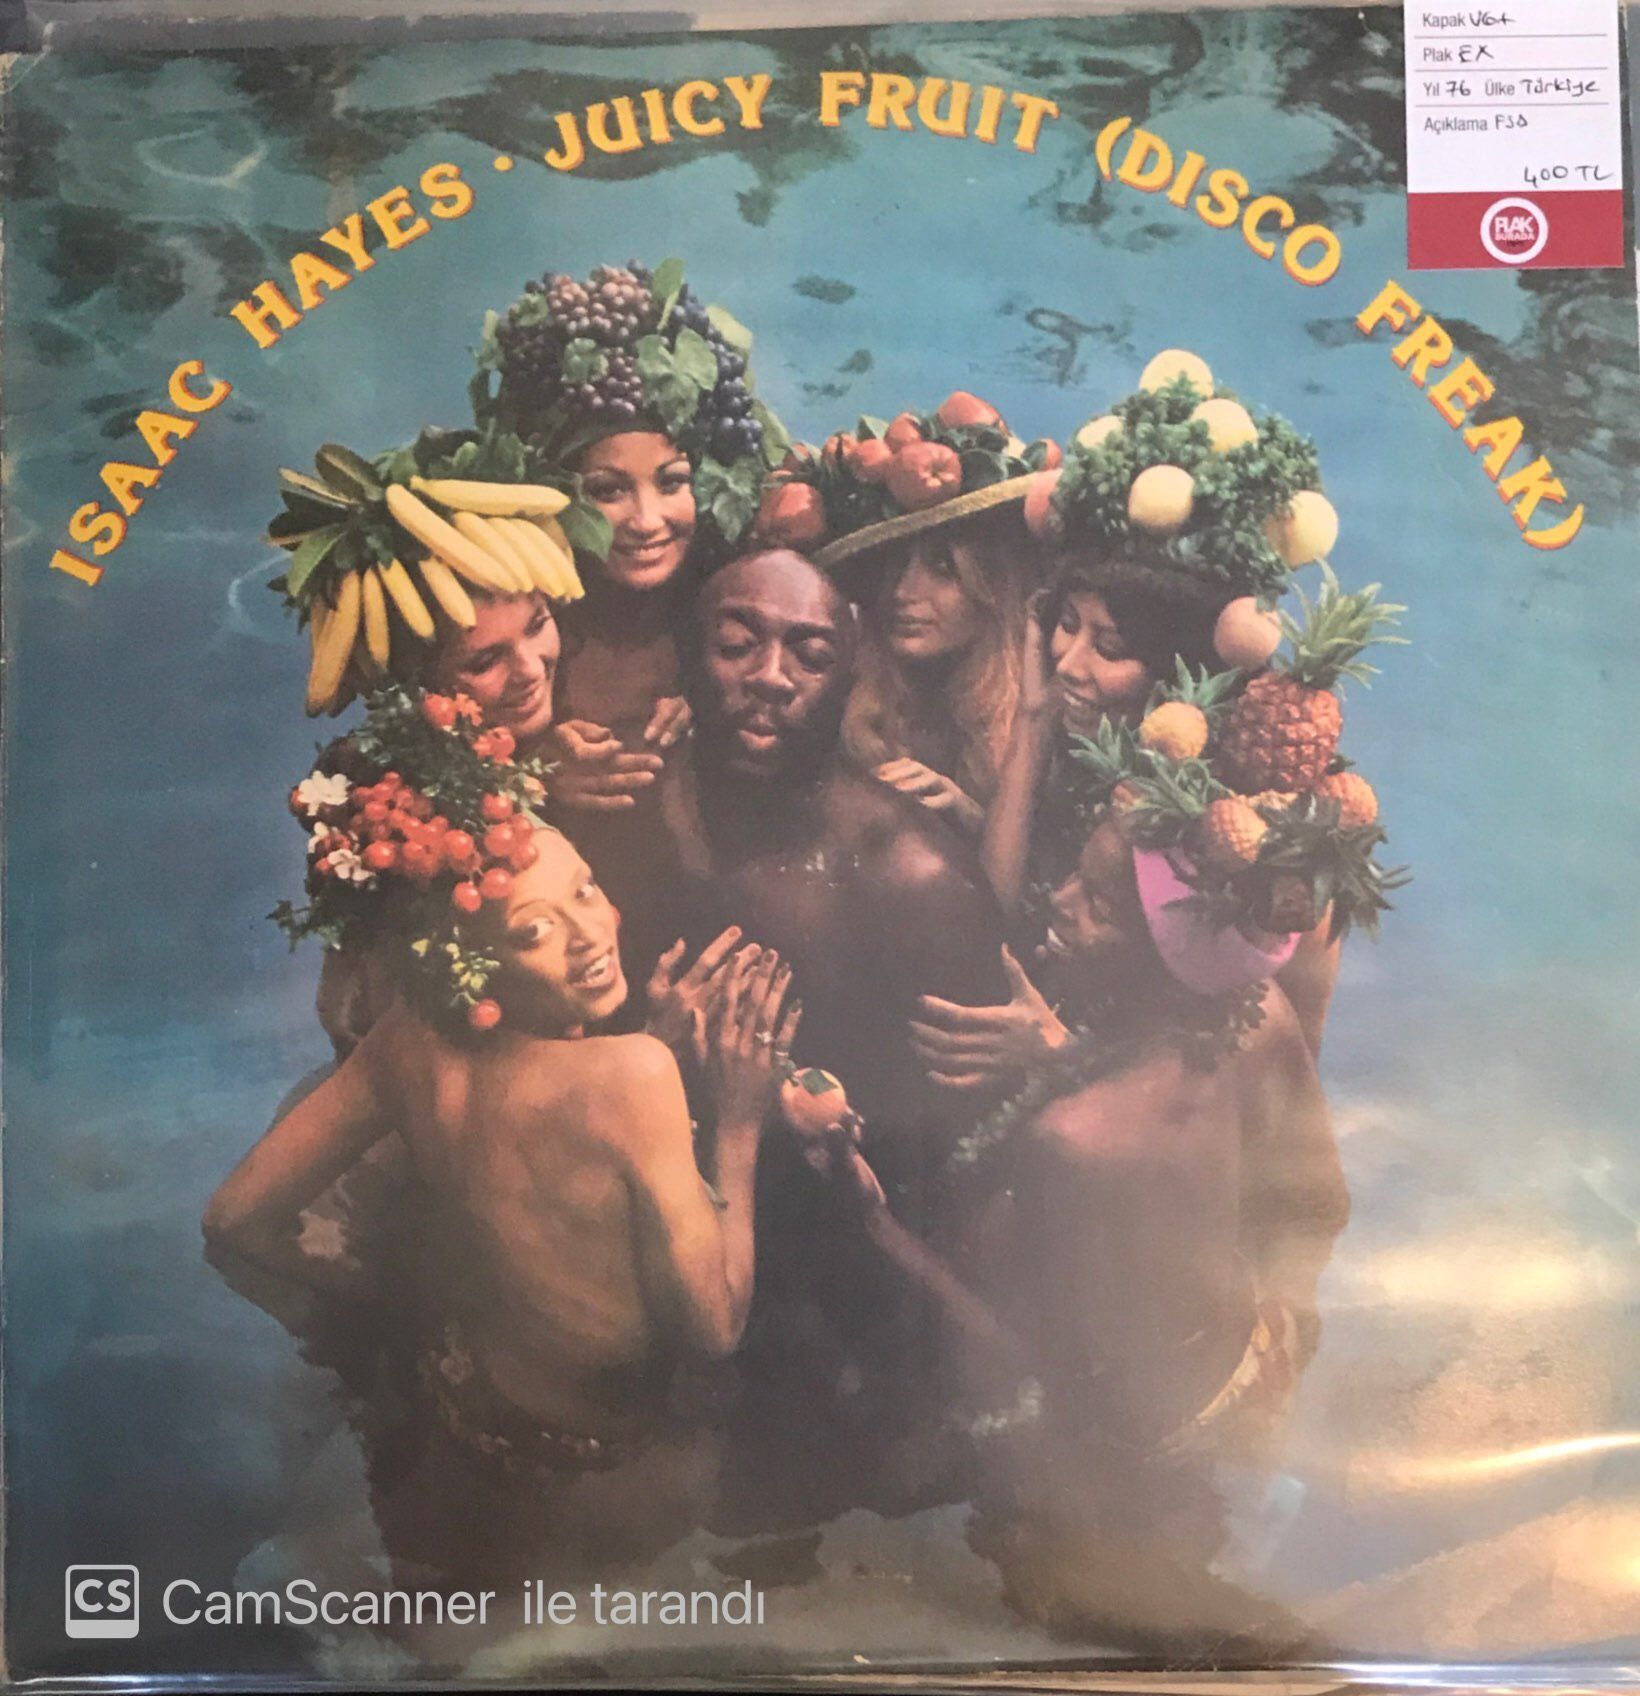 ISAAC HAYES · JUICY FRUIT (DISCO FREAK)
Kapak VG+
Plak EX
Yıl 76 Ülke Türkiye
Açıklama
400 TL
PLAK
BURADA
CS CamScanner ile tarandı